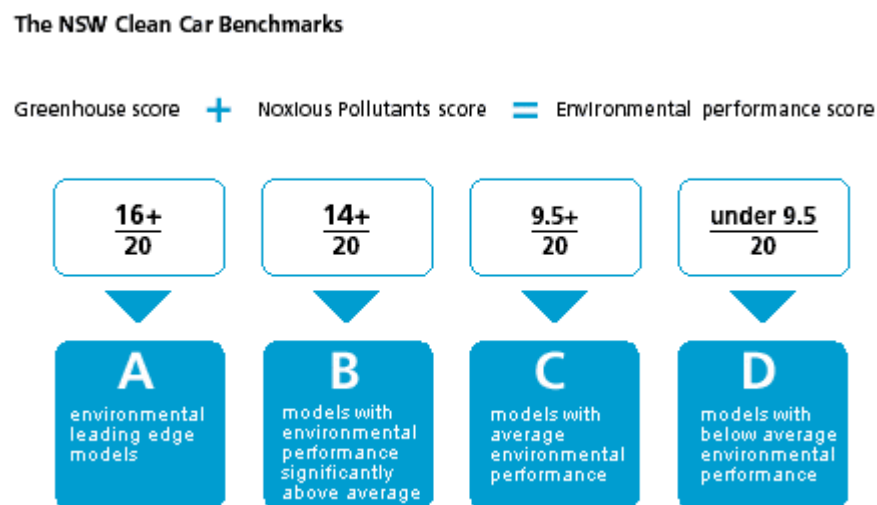 The NSW Clean Car Benchmarks
Greenhouse score + Noxious Pollutants score = Environmental performance score
16+
20
14+
20
9.5+
20
under 9.5
20
A
environmental
leading edge
models
B
models with
environmental
performance
significantly
above average
C
models with
average
environmental
performance
D
models with
below average
environmental
performance